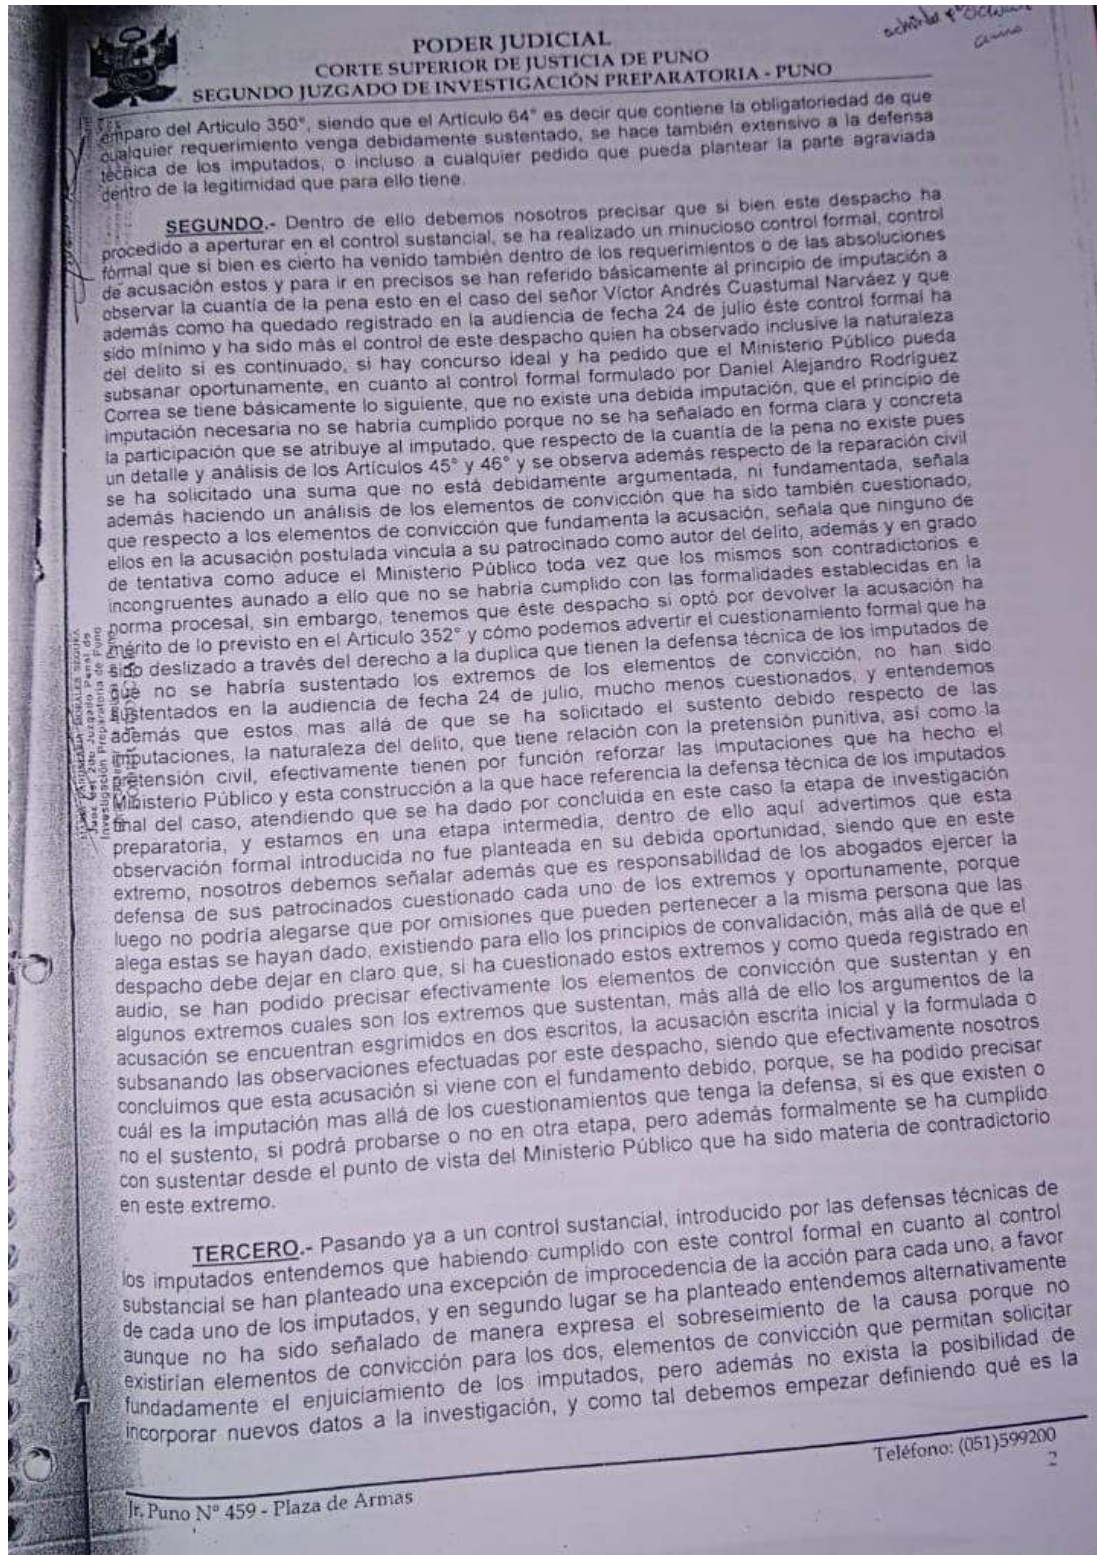 PODER JUDICIAL
CORTE SUPERIOR DE JUSTICIA DE PUNO
SEGUNDO JUZGADO DE INVESTIGACIÓN PREPARATORIA - PUNO
emparo del Articulo 350°, siendo que el Artículo 64° es decir que contiene la obligatoriedad de que
cualquier requerimiento venga debidamente sustentado, se hace también extensivo a la defensa
técnica de los imputados, o incluso a cualquier pedido que pueda plantear la parte agraviada
dentro de la legitimidad que para ello tiene.
SEGUNDO.- Dentro de ello debemos nosotros precisar que si bien este despacho ha
procedido a aperturar en el control sustancial, se ha realizado un minucioso control formal, control
formal que si bien es cierto ha venido también dentro de los requerimientos o de las absoluciones
de acusación estos y para ir en precisos se han referido básicamente al principio de imputación a
observar la cuantía de la pena esto en el caso del señor Víctor Andrés Cuastumal Narváez y que
además como ha quedado registrado en la audiencia de fecha 24 de julio éste control formal ha
sido mínimo y ha sido más el control de este despacho quien ha observado inclusive la naturaleza
del delito si es continuado, si hay concurso ideal y ha pedido que el Ministerio Público pueda
subsanar oportunamente, en cuanto al control formal formulado por Daniel Alejandro Rodríguez
Correa se tiene básicamente lo siguiente, que no existe una debida imputación, que el principio de
imputación necesaria no se habría cumplido porque no se ha señalado en forma clara y concreta
la participación que se atribuye al imputado, que respecto de la cuantía de la pena no existe pues
un detalle y análisis de los Artículos 45° y 46° y se observa además respecto de la reparación civil
se ha solicitado una suma que no está debidamente argumentada, ni fundamentada, señala
además haciendo un análisis de los elementos de convicción que ha sido también cuestionado,
que respecto a los elementos de convicción que fundamenta la acusación, señala que ninguno de
ellos en la acusación postulada vincula a su patrocinado como autor del delito, además y en grado
de tentativa como aduce el Ministerio Público toda vez que los mismos son contradictorios e
incongruentes aunado a ello que no se habría cumplido con las formalidades establecidas en la
norma procesal, sin embargo, tenemos que éste despacho si optó por devolver la acusación ha
mérito de lo previsto en el Articulo 352° y cómo podemos advertir el cuestionamiento formal que ha
sido deslizado a través del derecho a la duplica que tienen la defensa técnica de los imputados de
que no se habría sustentado los extremos de los elementos de convicción, no han sido
sustentados en la audiencia de fecha 24 de julio, mucho menos cuestionados, y entendemos
además que estos mas allá de que se ha solicitado el sustento debido respecto de las
imputaciones, la naturaleza del delito, que tiene relación con la pretensión punitiva, así como la
pretensión civil, efectivamente tienen por función reforzar las imputaciones que ha hecho el
Ministerio Público y esta construcción a la que hace referencia la defensa técnica de los imputados
final del caso, atendiendo que se ha dado por concluida en este caso la etapa de investigación
preparatoria, y estamos en una etapa intermedia, dentro de ello aquí advertimos que esta
observación formal introducida no fue planteada en su debida oportunidad, siendo que en este
extremo, nosotros debemos señalar además que es responsabilidad de los abogados ejercer la
defensa de sus patrocinados cuestionado cada uno de los extremos y oportunamente, porque
luego no podría alegarse que por omisiones que pueden pertenecer a la misma persona que las
alega estas se hayan dado, existiendo para ello los principios de convalidación, más allá de que el
despacho debe dejar en claro que, si ha cuestionado estos extremos y como queda registrado en
audio, se han podido precisar efectivamente los elementos de convicción que sustentan y en
algunos extremos cuales son los extremos que sustentan, más allá de ello los argumentos de la
acusación se encuentran esgrimidos en dos escritos, la acusación escrita inicial y la formulada o
subsanando las observaciones efectuadas por este despacho, siendo que efectivamente nosotros
concluimos que esta acusación si viene con el fundamento debido, porque, se ha podido precisar
cuál es la imputación mas allá de los cuestionamientos que tenga la defensa, si es que existen o
no el sustento, si podrá probarse o no en otra etapa, pero además formalmente se ha cumplido
con sustentar desde el punto de vista del Ministerio Público que ha sido materia de contradictorio
en este extremo.
TERCERO.- Pasando ya a un control sustancial, introducido por las defensas técnicas de
los imputados entendemos que habiendo cumplido con este control formal en cuanto al control
substancial se han planteado una excepción de improcedencia de la acción para cada uno, a favor
de cada uno de los imputados, y en segundo lugar se ha planteado entendemos alternativamente
aunque no ha sido señalado de manera expresa el sobreseimiento de la causa porque no
existirían elementos de convicción para los dos, elementos de convicción que permitan solicitar
fundadamente el enjuiciamiento de los imputados, pero además no exista la posibilidad de
incorporar nuevos datos a la investigación, y como tal debemos empezar definiendo qué es la
Jr. Puno Nº 459 - Plaza de Armas
Teléfono: (051)599200
2
Juez del 2do Juzgado Penal de
Investigación Preparatoria de Puno